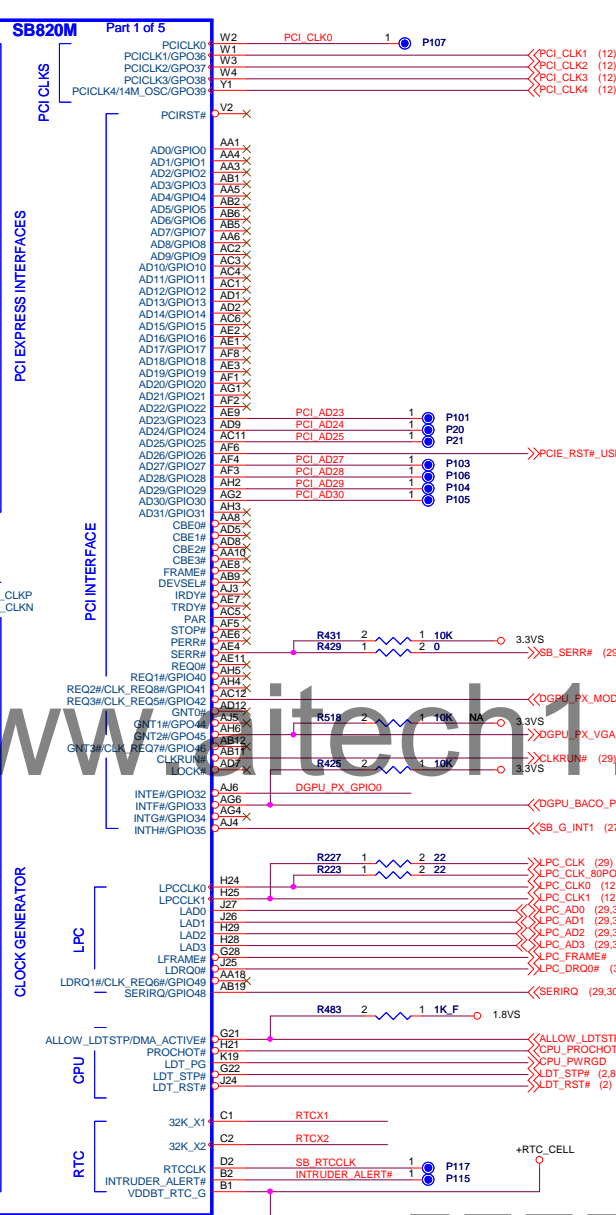 SB820M Part 1 of 5
PCI CLKS
PCICLK0 W2 PCI_CLK0 1 P107
PCICLK1/GPO36 W1 PCI_CLK1 (12)
PCICLK2/GPO37 W3 PCI_CLK2 (12)
PCICLK3/GPO38 W4 PCI_CLK3 (12)
PCICLK4/14M_OSC/GPO39 Y1 PCI_CLK4 (12)
PCIRST# V2
PCI EXPRESS INTERFACES
PCI INTERFACE
AD0/GPIO0 AA1
AD1/GPIO1 AA4
AD2/GPIO2 AA3
AD3/GPIO3 AB1
AD4/GPIO4 AA5
AD5/GPIO5 AB2
AD6/GPIO6 AB6
AD7/GPIO7 AB5
AD8/GPIO8 AA6
AD9/GPIO9 AC2
AD10/GPIO10 AC3
AD11/GPIO11 AC4
AD12/GPIO12 AC1
AD13/GPIO13 AD1
AD14/GPIO14 AD2
AD15/GPIO15 AC6
AD16/GPIO16 AE2
AD17/GPIO17 AE1
AD18/GPIO18 AF8
AD19/GPIO19 AE3
AD20/GPIO20 AF1
AD21/GPIO21 AG1
AD22/GPIO22 AF2
AD23/GPIO23 AE9 PCI_AD23 1 P101
AD24/GPIO24 AD9 PCI_AD24 1 P20
AD25/GPIO25 AC11 PCI_AD25 1 P21
AD26/GPIO26 AF6 PCIE_RST#_US
AD27/GPIO27 AF4 PCI_AD27 1 P103
AD28/GPIO28 AF3 PCI_AD28 1 P106
AD29/GPIO29 AH2 PCI_AD29 1 P104
AD30/GPIO30 AG2 PCI_AD30 1 P105
AD31/GPIO31 AH3
CBE0# AA8
CBE1# AD5
CBE2# AD8
CBE3# AA10
FRAME# AE8
DEVSEL# AB9
_CLKP
IRDY# AJ3
_CLKN
TRDY# AE7
PAR AC5
STOP# AF5
PERR# AE6 R431 2 1 10K 3.3VS
SERR# AE4 R429 1 2 0 SB_SERR# (29
REQ0# AE11
REQ1#/GPIO40 AH5
REQ2#/CLK_REQ8#/GPIO41 AH4
REQ3#/CLK_REQ5#/GPIO42 AC12 DGPU_PX_MOD
GNT0# AD12
GNT1#/GPO44 AJ5 R518 2 1 10K NA 3.3VS
GNT2#/GPO45 AH6 DGPU_PX_VGA
GNT3#/CLK_REQ7#/GPIO46 AB12
CLKRUN# AB11 CLKRUN# (29)
LOCK# AD7 R425 2 1 10K 3.3VS
ww.aitech1
INTE#/GPIO32 AJ6 DGPU_PX_GPIO0
INTF#/GPIO33 AG6 DGPU_BACO_P
INTG#/GPIO34 AG4
INTH#/GPIO35 AJ4 SB_G_INT1 (27
CLOCK GENERATOR
LPC
R227 1 2 22 LPC_CLK (29)
R223 1 2 22 LPC_CLK_80PO
LPCCLK0 H24 LPC_CLK0 (12
LPCCLK1 H25 LPC_CLK1 (12
LAD0 J27 LPC_AD0 (29,3
LAD1 J26 LPC_AD1 (29,3
LAD2 H29 LPC_AD2 (29,3
LAD3 H28 LPC_AD3 (29,3
LFRAME# G28 LPC_FRAME#
LDRQ0# J25 LPC_DRQ0# (3
LDRQ1#/CLK_REQ6#/GPIO49 AA18
SERIRQ/GPIO48 AB19 SERIRQ (29,30
R483 2 1 1K_F 1.8VS
CPU
ALLOW_LDTSTP/DMA_ACTIVE# G21 ALLOW_LDTST
PROCHOT# H21 CPU_PROCHOT
LDT_PG K19 CPU_PWRGD
LDT_STP# G22 LDT_STP# (2,8
LDT_RST# J24 LDT_RST# (2)
RTC
32K_X1 C1 RTCX1
32K_X2 C2 RTCX2
+RTC_CELL
RTCCLK D2 SB_RTCCLK 1 P117
INTRUDER_ALERT# B2 INTRUDER_ALERT# 1 P115
VDDBT_RTC_G B1